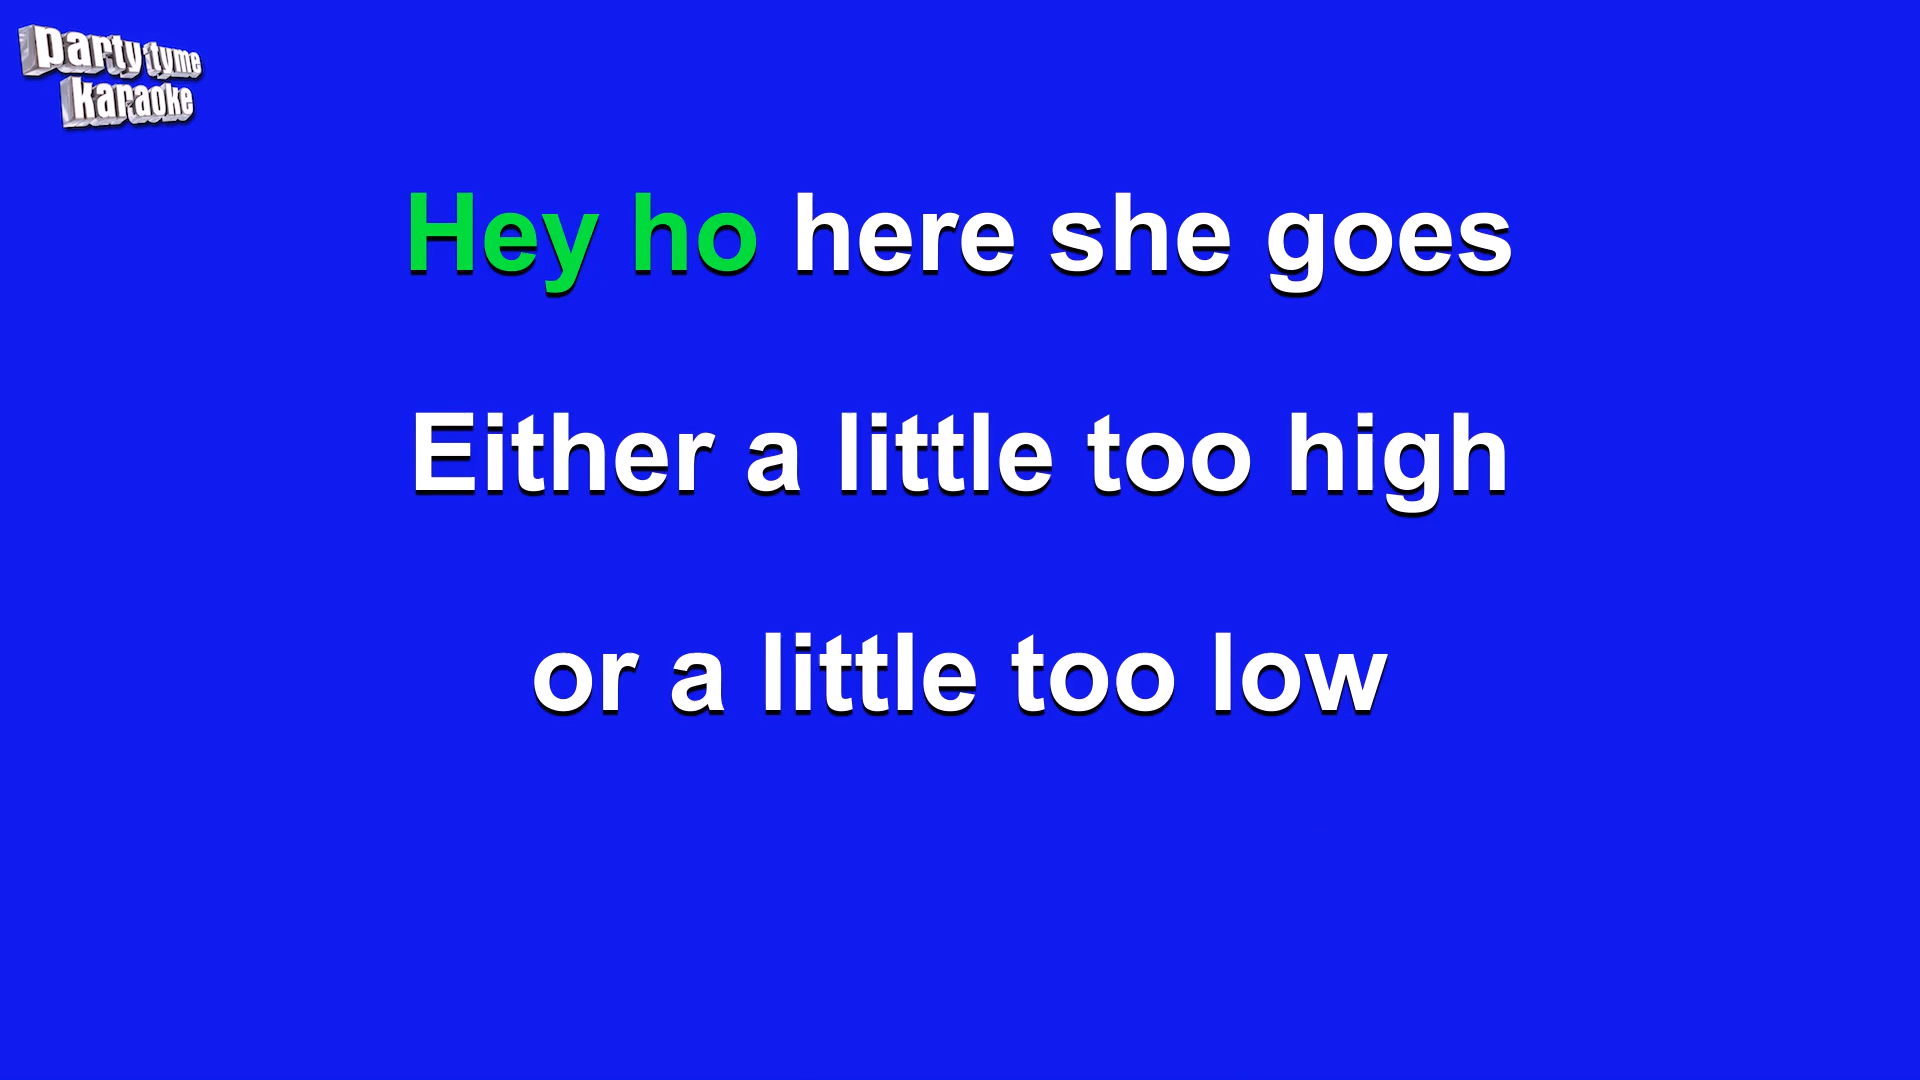 party tyme
karaoke
Hey ho here she goes
Either a little too high
or a little too low